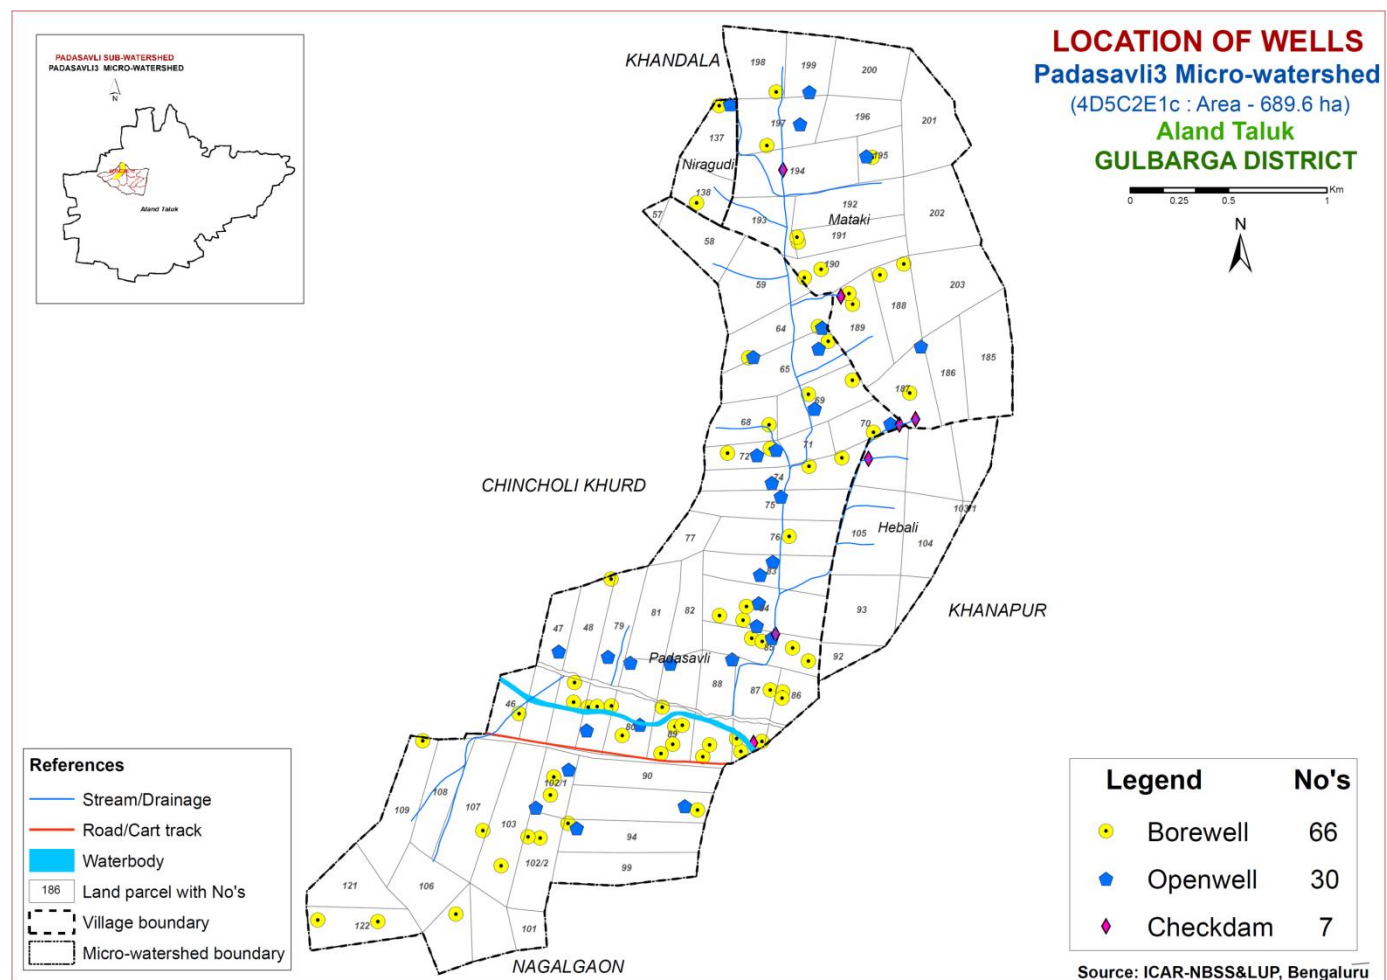 PADASAVLI SUB-WATERSHED
PADASAVLI3 MICRO-WATERSHED
N
Aland Taluk
LOCATION OF WELLS
Padasavli3 Micro-watershed
(4D5C2E1c : Area - 689.6 ha)
Aland Taluk
GULBARGA DISTRICT
Km
0 0.25 0.5 1
N
KHANDALA
198 199 200
197 196 201
137
195
Niragudi
194
138
192 202
57 193 Mataki
191
58
190
59 203
188
64 189
185
65 186
187
69
68 70
71
72
CHINCHOLI KHURD
74
75 103/1
Hebali
76 105
77 104
83
KHANAPUR
81 82 84 93
47 48 79
85
92
Padasavli
88 87 86
46
80 89
90
102/1
108
109 107 103
94
102/2
99
121 106
122
101
NAGALGAON
References
Stream/Drainage
Road/Cart track
Waterbody
186 Land parcel with No's
Village boundary
Micro-watershed boundary
Legend No's
Borewell 66
Openwell 30
Checkdam 7
Source: ICAR-NBSS&LUP, Bengaluru